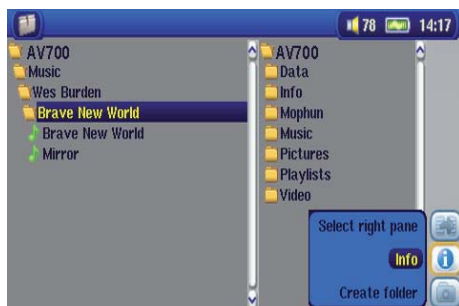 78 14:17
AV700
Music
Wes Burden
Brave New World
Brave New World
Mirror
AV700
Data
Info
Mophun
Music
Pictures
Playlists
Video
Select right pane
Info
Create folder